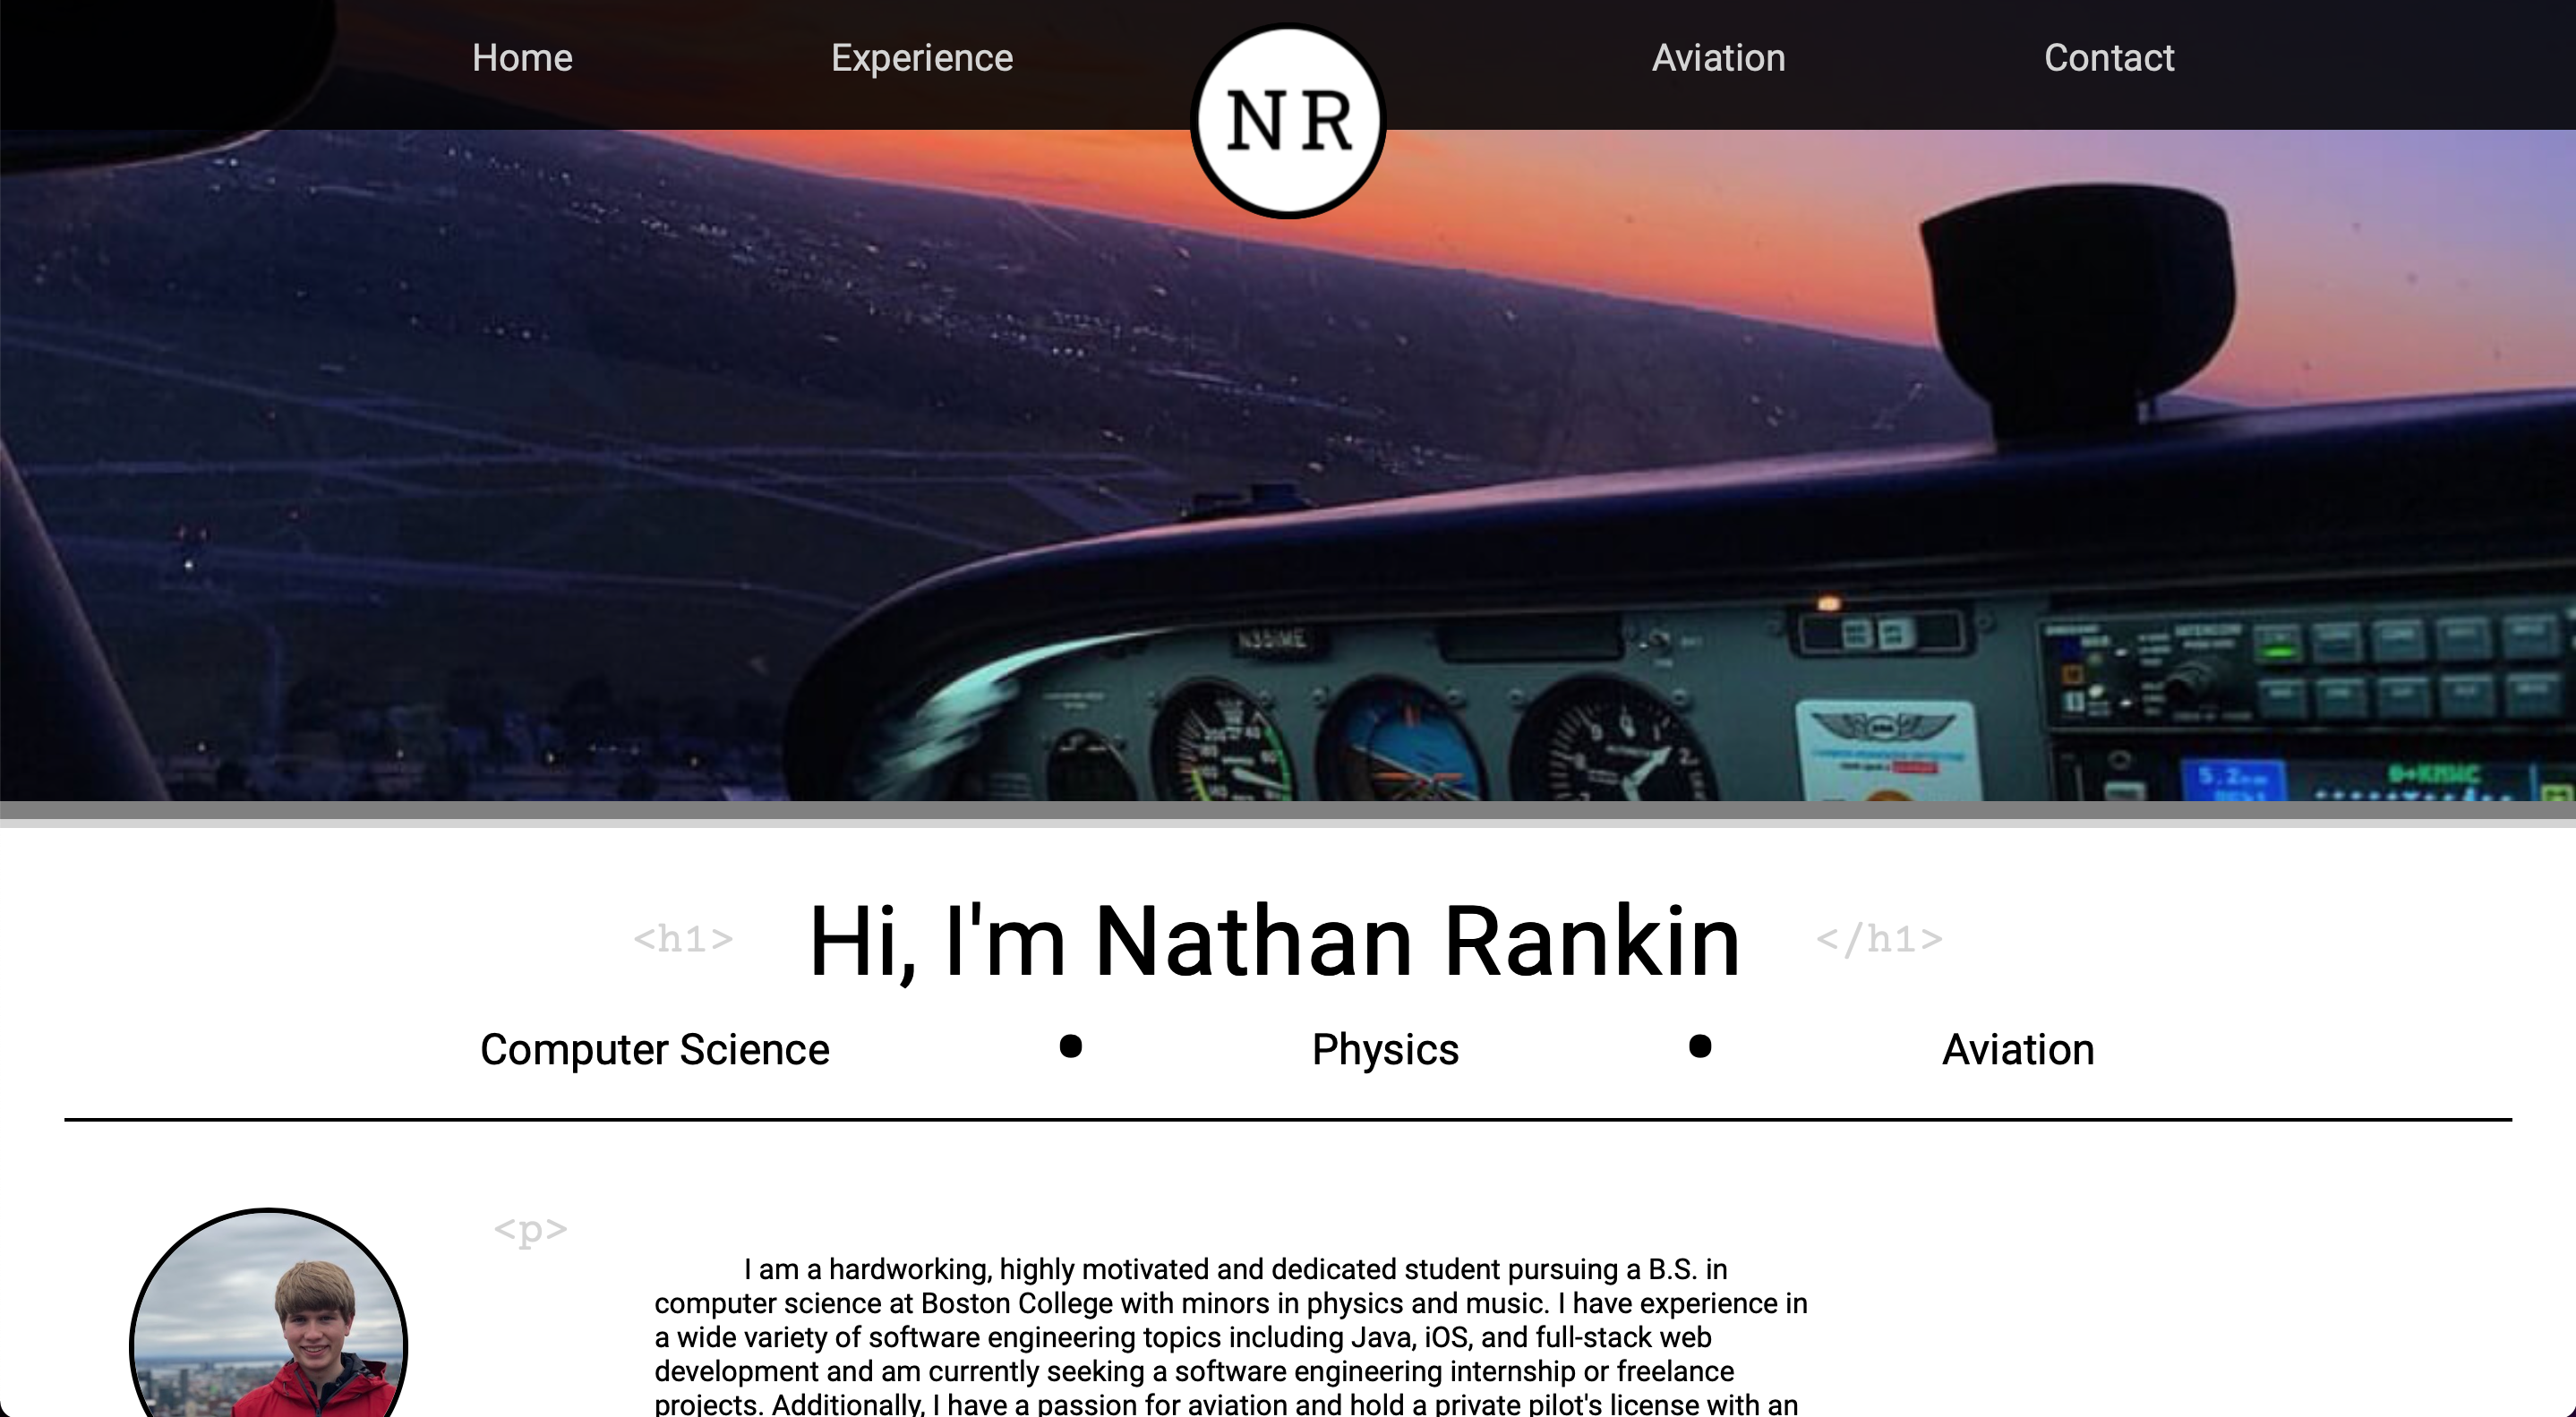 Home Experience NR Aviation Contact
N351ME
<h1> Hi, I'm Nathan Rankin </h1>
Computer Science • Physics • Aviation
<p>
I am a hardworking, highly motivated and dedicated student pursuing a B.S. in
computer science at Boston College with minors in physics and music. I have experience in
a wide variety of software engineering topics including Java, iOS, and full-stack web
development and am currently seeking a software engineering internship or freelance
projects. Additionally, I have a passion for aviation and hold a private pilot's license with an